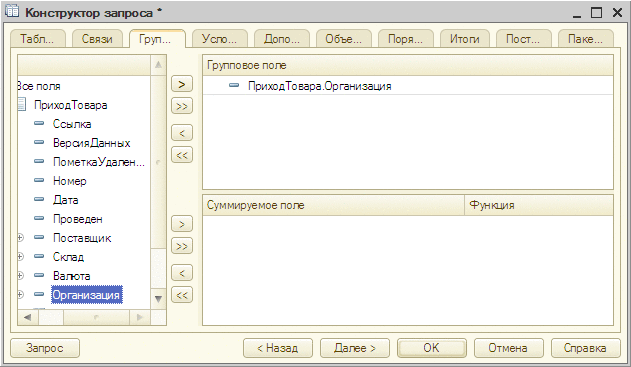 Конструктор запроса *
Табл... Связи Груп... Усло... Допо... Объе... Поря... Итоги Пост... Паке...
Все поля
ПриходТовара
Ссылка
ВерсияДанных
ПометкаУдален...
Номер
Дата
Проведен
Поставщик
Склад
Валюта
Организация
>
>>
<
<<
Групповое поле
ПриходТовара.Организация
>
>>
<
<<
Суммируемое поле Функция
Запрос < Назад Далее > OK Отмена Справка